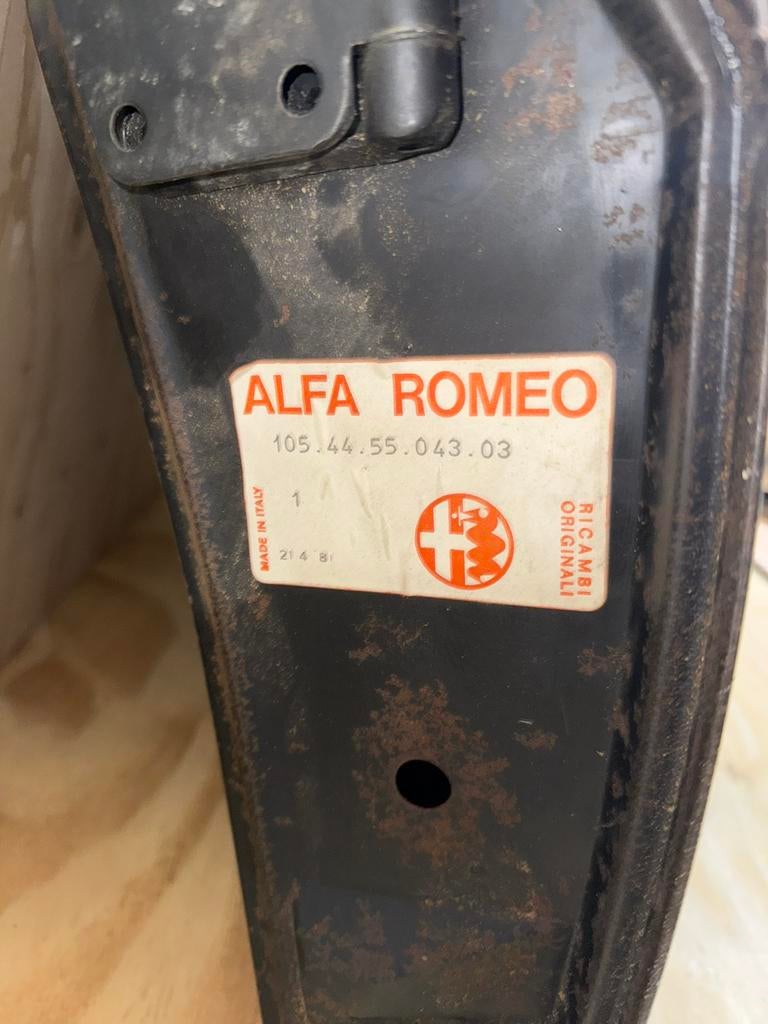 ALFA ROMEO
105.44.55.043.03
1
MADE IN ITALY
21 4 81
RICAMBI
ORIGINALI